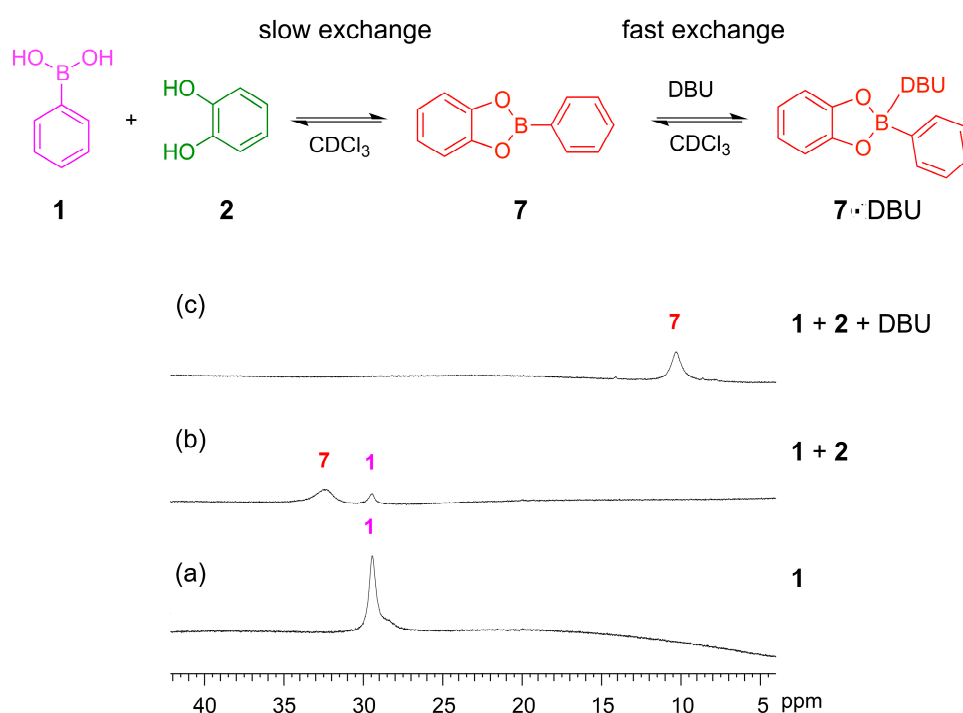 slow exchange
fast exchange
HO
OH
B
+
HO
HO
CDCl3
O
B
O
DBU
CDCl3
DBU
O
B
O
1
2
7
7·DBU
(c)
7
1 + 2 + DBU
(b)
7
1
1 + 2
1
(a)
1
40 35 30 25 20 15 10 5 ppm